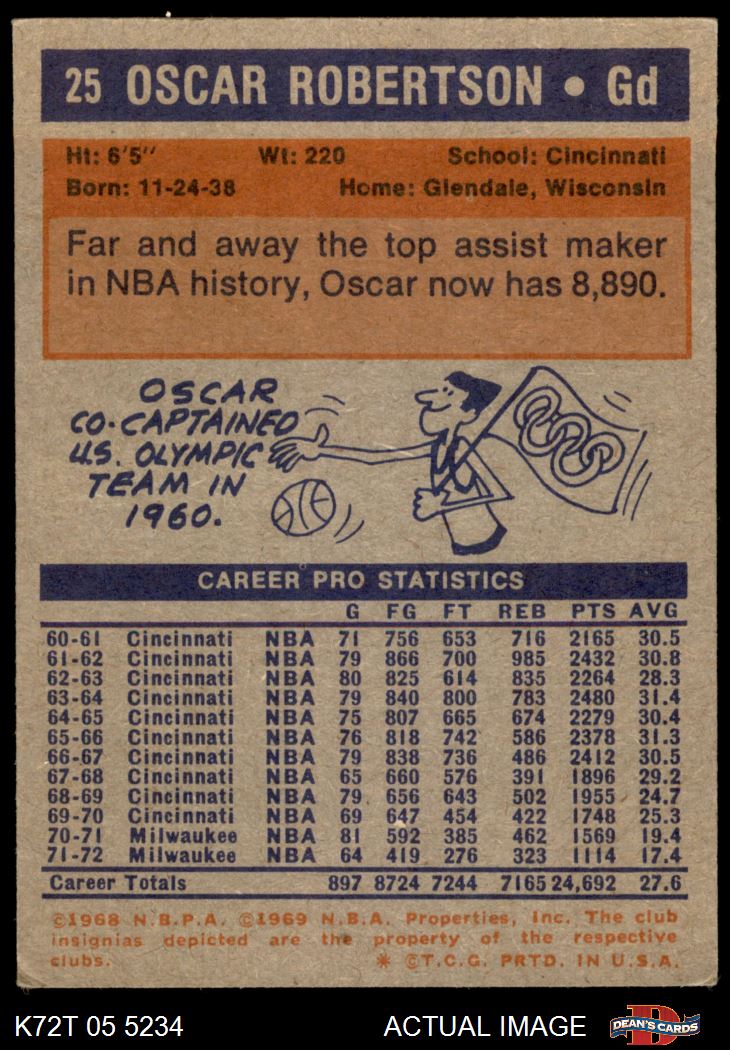 25 OSCAR ROBERTSON • Gd
Ht: 6'5" Wt: 220 School: Cincinnati
Born: 11-24-38 Home: Glendale, Wisconsin
Far and away the top assist maker
in NBA history, Oscar now has 8,890.
OSCAR
CO-CAPTAINED
U.S. OLYMPIC
TEAM IN
1960.
CAREER PRO STATISTICS
G FG FT REB PTS AVG
60-61 Cincinnati NBA 71 756 653 716 2165 30.5
61-62 Cincinnati NBA 79 866 700 985 2432 30.8
62-63 Cincinnati NBA 80 825 614 835 2264 28.3
63-64 Cincinnati NBA 79 840 800 783 2480 31.4
64-65 Cincinnati NBA 75 807 665 674 2279 30.4
65-66 Cincinnati NBA 76 818 742 586 2378 31.3
66-67 Cincinnati NBA 79 838 736 486 2412 30.5
67-68 Cincinnati NBA 65 660 576 391 1896 29.2
68-69 Cincinnati NBA 79 656 643 502 1955 24.7
69-70 Cincinnati NBA 69 647 454 422 1748 25.3
70-71 Milwaukee NBA 81 592 385 462 1569 19.4
71-72 Milwaukee NBA 64 419 276 323 1114 17.4
Career Totals 897 8724 7244 7165 24,692 27.6
©1968 N.B.P.A. ©1969 N.B.A. Properties, Inc. The club
insignias depicted are the property of the respective
clubs. * ©T.C.G. PRTD. IN U.S.A.
K72T 05 5234 ACTUAL IMAGE DEAN'S CARDS